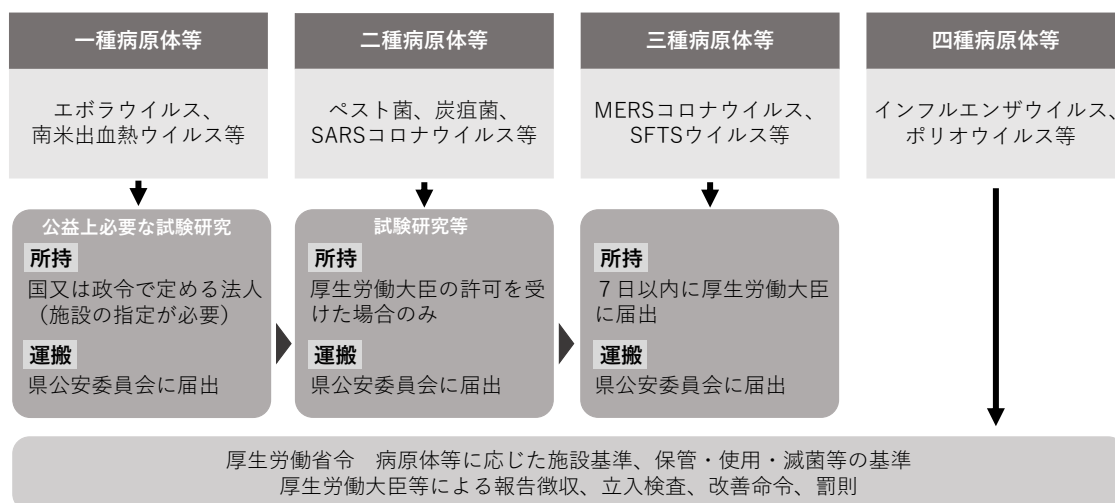 一種病原体等
エボラウイルス、
南米出血熱ウイルス等
公益上必要な試験研究
所持
国又は政令で定める法人
（施設の指定が必要）
運搬
県公安委員会に届出
二種病原体等
ペスト菌、炭疽菌、
SARSコロナウイルス等
試験研究等
所持
厚生労働大臣の許可を受
けた場合のみ
運搬
県公安委員会に届出
三種病原体等
MERSコロナウイルス、
SFTSウイルス等
所持
７日以内に厚生労働大臣
に届出
運搬
県公安委員会に届出
四種病原体等
インフルエンザウイルス、
ポリオウイルス等
厚生労働省令　病原体等に応じた施設基準、保管・使用・滅菌等の基準
厚生労働大臣等による報告徴収、立入検査、改善命令、罰則